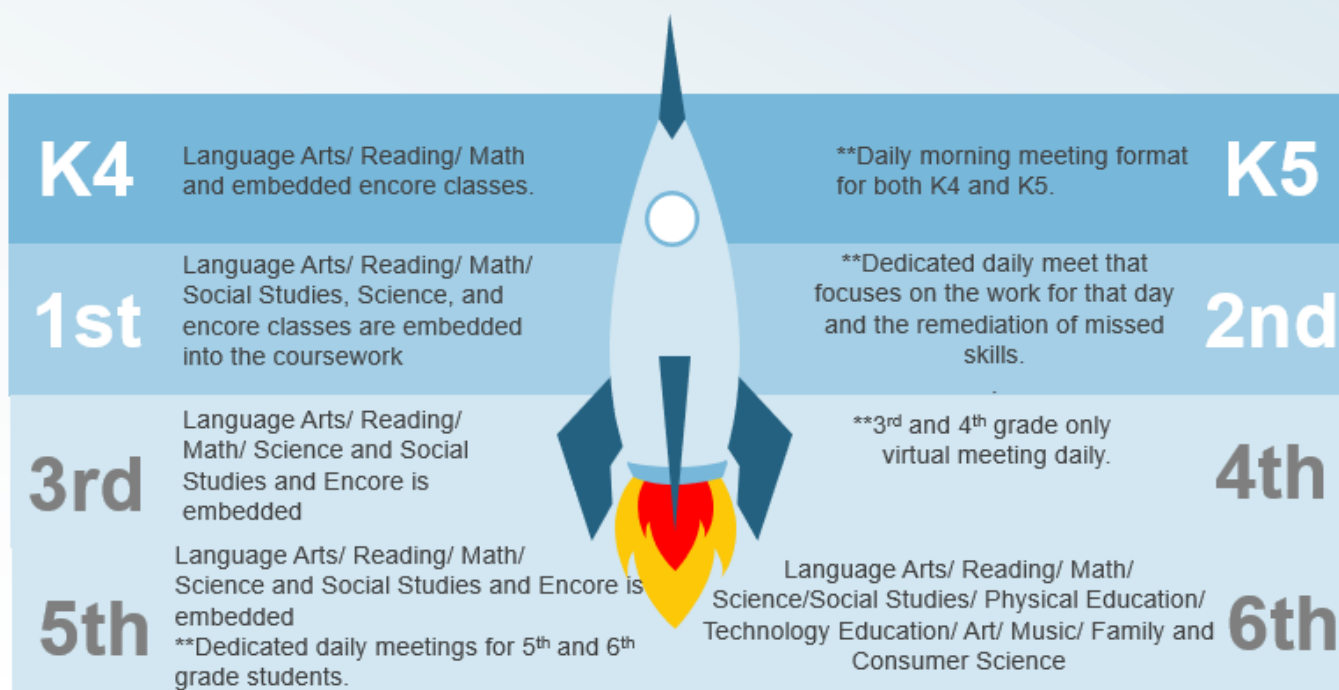 K4
Language Arts/ Reading/ Math
and embedded encore classes.
**Daily morning meeting format
for both K4 and K5.
K5
1st
Language Arts/ Reading/ Math/
Social Studies, Science, and
encore classes are embedded
into the coursework
**Dedicated daily meet that
focuses on the work for that day
and the remediation of missed
skills.
.
2nd
3rd
Language Arts/ Reading/
Math/ Science and Social
Studies and Encore is
embedded
**3rd and 4th grade only
virtual meeting daily.
4th
5th
Language Arts/ Reading/ Math/
Science and Social Studies and Encore is
embedded
**Dedicated daily meetings for 5th and 6th
grade students.
Language Arts/ Reading/ Math/
Science/Social Studies/ Physical Education/
Technology Education/ Art/ Music/ Family and
Consumer Science
6th